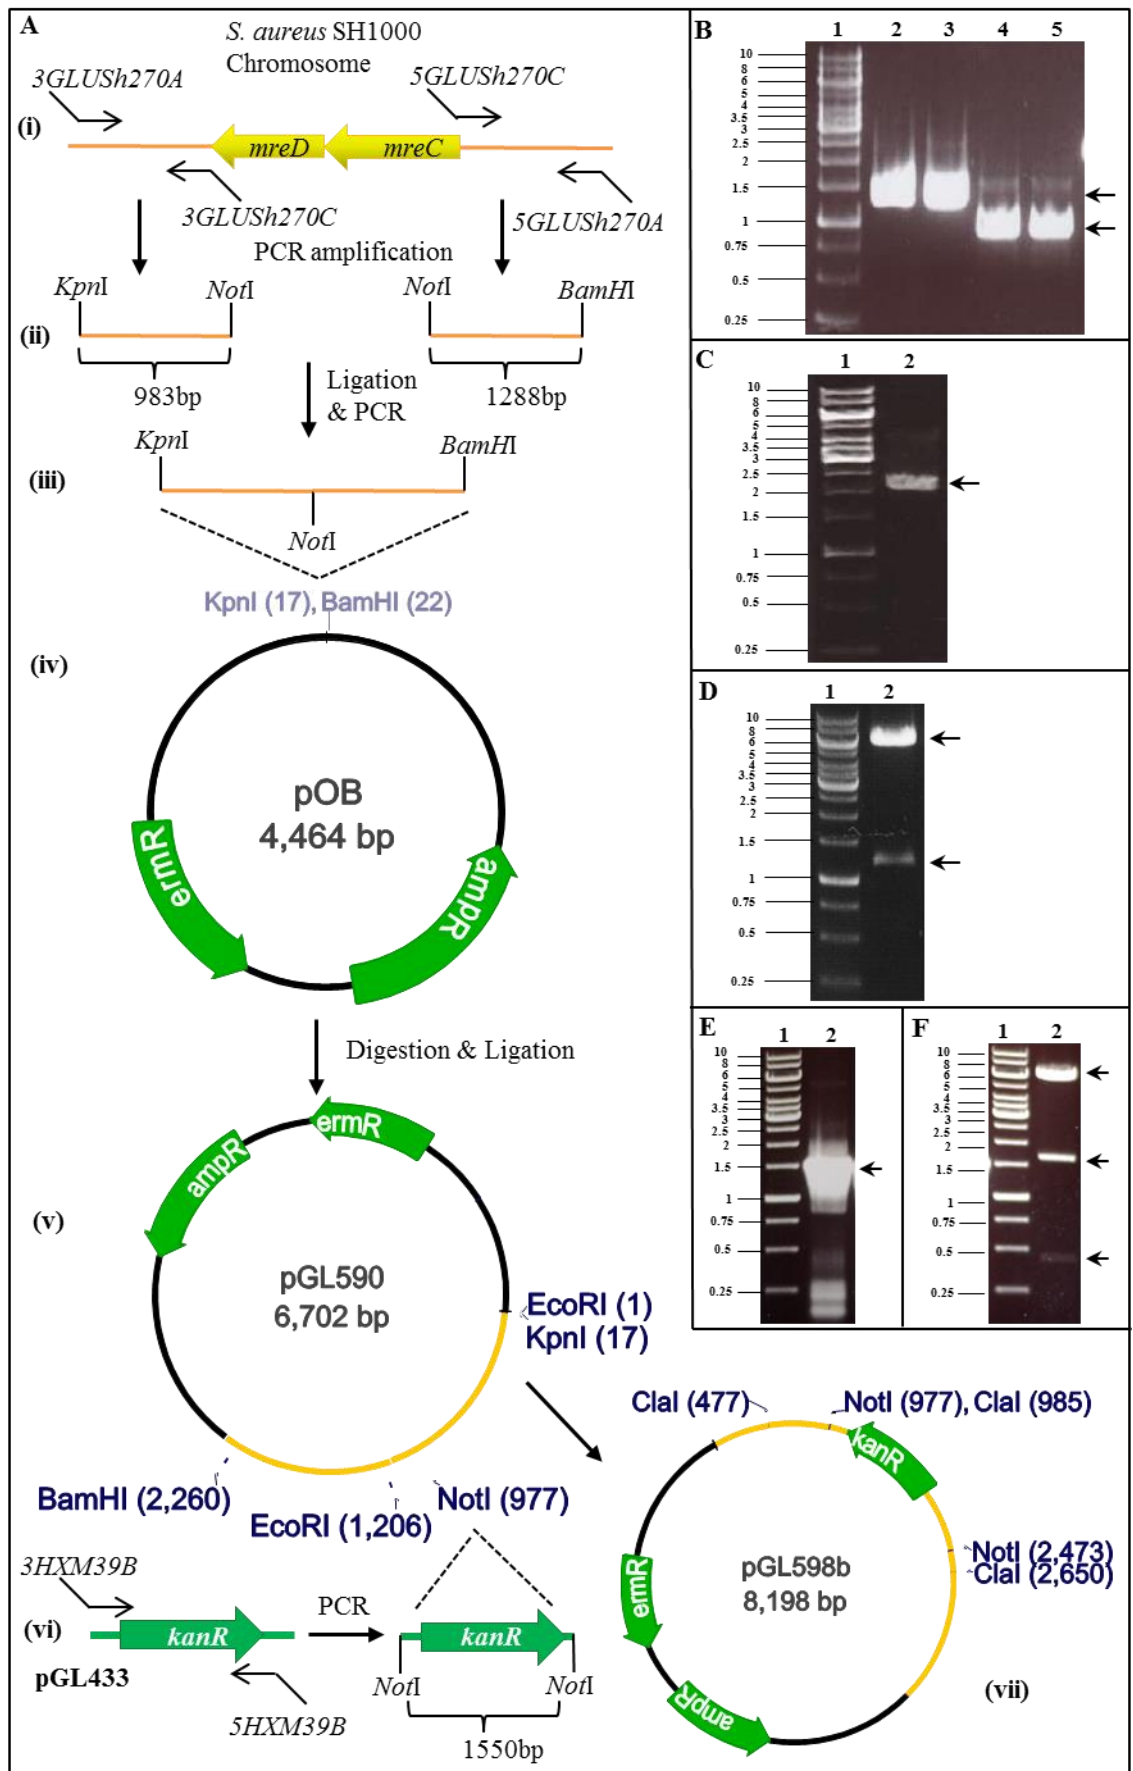 A
S. aureus SH1000
Chromosome
3GLUSh270A
5GLUSh270C
(i)
mreD
mreC
3GLUSh270C
5GLUSh270A
PCR amplification
KpnI
NotI
NotI
BamHI
(ii)
983bp
1288bp
Ligation
& PCR
KpnI
BamHI
(iii)
NotI
KpnI (17), BamHI (22)
(iv)
pOB
4,464 bp
ermR
ampR
Digestion & Ligation
ermR
ampR
(v)
pGL590
6,702 bp
EcoRI (1)
KpnI (17)
BamHI (2,260)
NotI (977)
EcoRI (1,206)
3HXM39B
(vi)
kanR
PCR
kanR
pGL433
NotI
NotI
5HXM39B
1550bp
ClaI (477)
NotI (977), ClaI (985)
kanR
NotI (2,473)
ClaI (2,650)
pGL598b
8,198 bp
ermR
ampR
(vii)
B
1 2 3 4 5
10
8
6
5
4
3.5
3
2.5
2
1.5
1
0.75
0.5
0.25
C
1 2
10
8
6
5
4
3.5
3
2.5
2
1.5
1
0.75
0.5
0.25
D
1 2
10
8
6
5
4
3.5
3
2.5
2
1.5
1
0.75
0.5
0.25
E
1 2
10
8
6
5
4
3.5
3
2.5
2
1.5
1
0.75
0.5
0.25
F
1 2
10
8
6
5
4
3.5
3
2.5
2
1.5
1
0.75
0.5
0.25